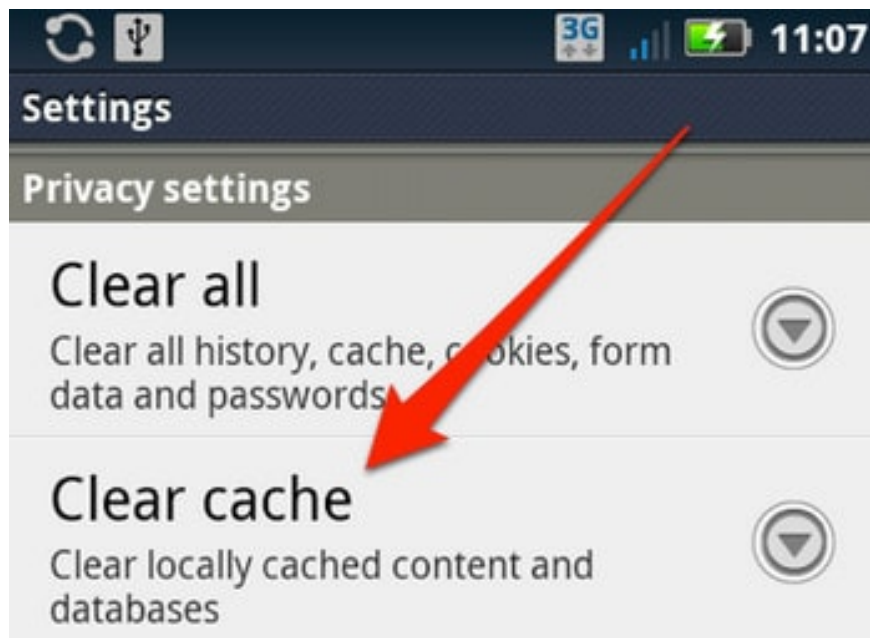 3G 11:07
Settings
Privacy settings
Clear all
Clear all history, cache, cookies, form
data and passwords
Clear cache
Clear locally cached content and
databases